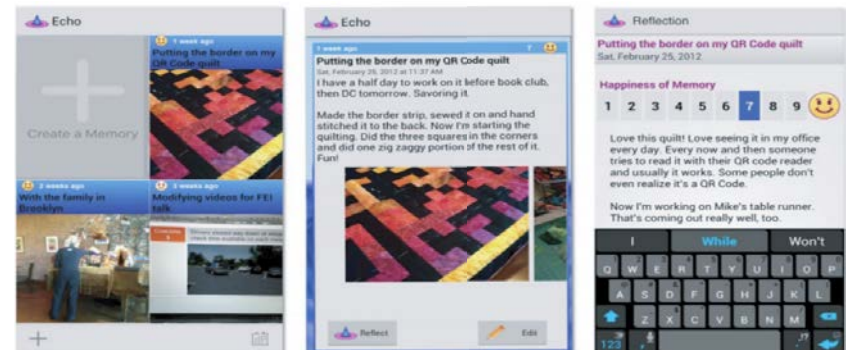 Echo
Create a Memory
1 week ago
Putting the border on my
QR Code quilt
2 weeks ago
With the family in
Brooklyn
3 weeks ago
Modifying videos for FEI
talk
Echo
1 week ago 7
Putting the border on my QR Code quilt
Sat, February 25, 2012 at 11:37 AM
I have a half day to work on it before book club,
then DC tomorrow. Savoring it.
Made the border strip, sewed it on and hand
stitched it to the back. Now I'm starting the
quilting. Did the three squares in the corners
and did one zig zaggy portion of the rest of it.
Fun!
Reflect
Edit
Reflection
Putting the border on my QR Code quilt
Sat, February 25, 2012
Happiness of Memory
1 2 3 4 5 6 7 8 9
Love this quilt! Love seeing it in my office
every day. Every now and then someone
tries to read it with their QR code reader
and usually it works. Some people don't
even realize it's a QR Code.
Now I'm working on Mike's table runner.
That's coming out really well, too.
I While Won't
Q W E R T Y U I O P
A S D F G H J K L
Z X C V B N M
123